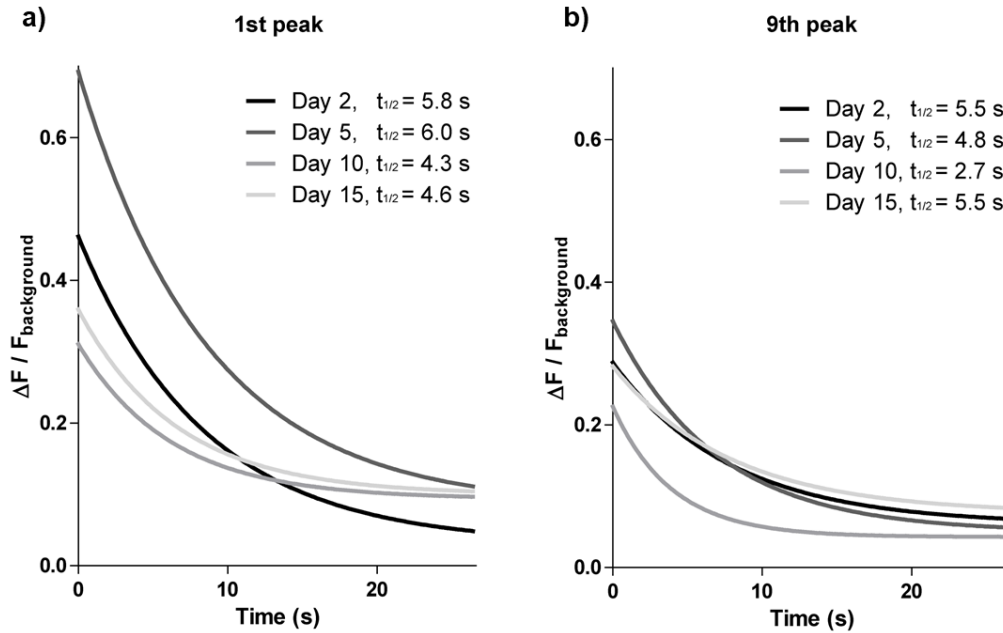 a)
1st peak
Day 2, t1/2 = 5.8 s
Day 5, t1/2 = 6.0 s
Day 10, t1/2 = 4.3 s
Day 15, t1/2 = 4.6 s
ΔF / Fbackground
0.6
0.4
0.2
0.0
0
10
20
Time (s)
b)
9th peak
Day 2, t1/2 = 5.5 s
Day 5, t1/2 = 4.8 s
Day 10, t1/2 = 2.7 s
Day 15, t1/2 = 5.5 s
ΔF / Fbackground
0.6
0.4
0.2
0.0
0
10
20
Time (s)